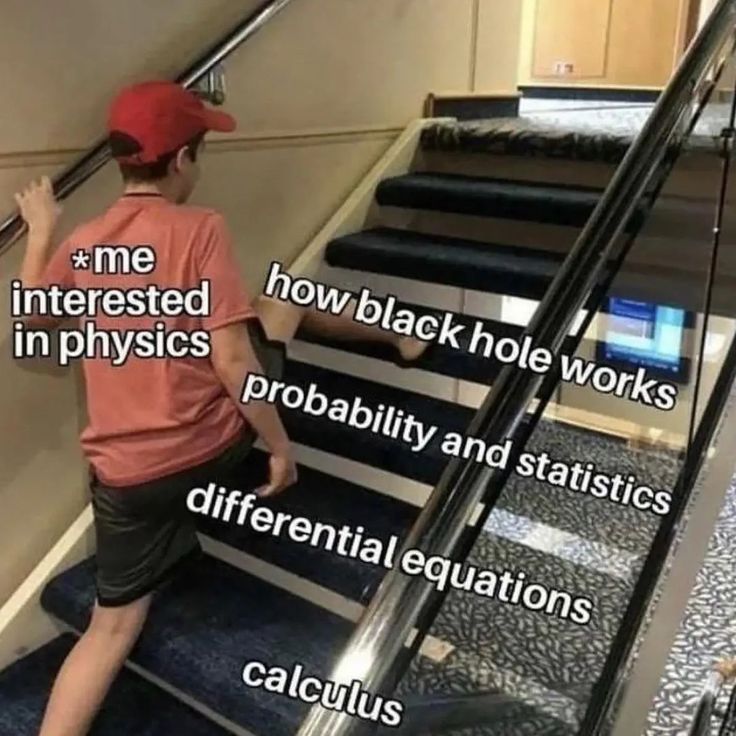 *me
interested
in physics
how black hole works
probability and statistics
differential equations
calculus